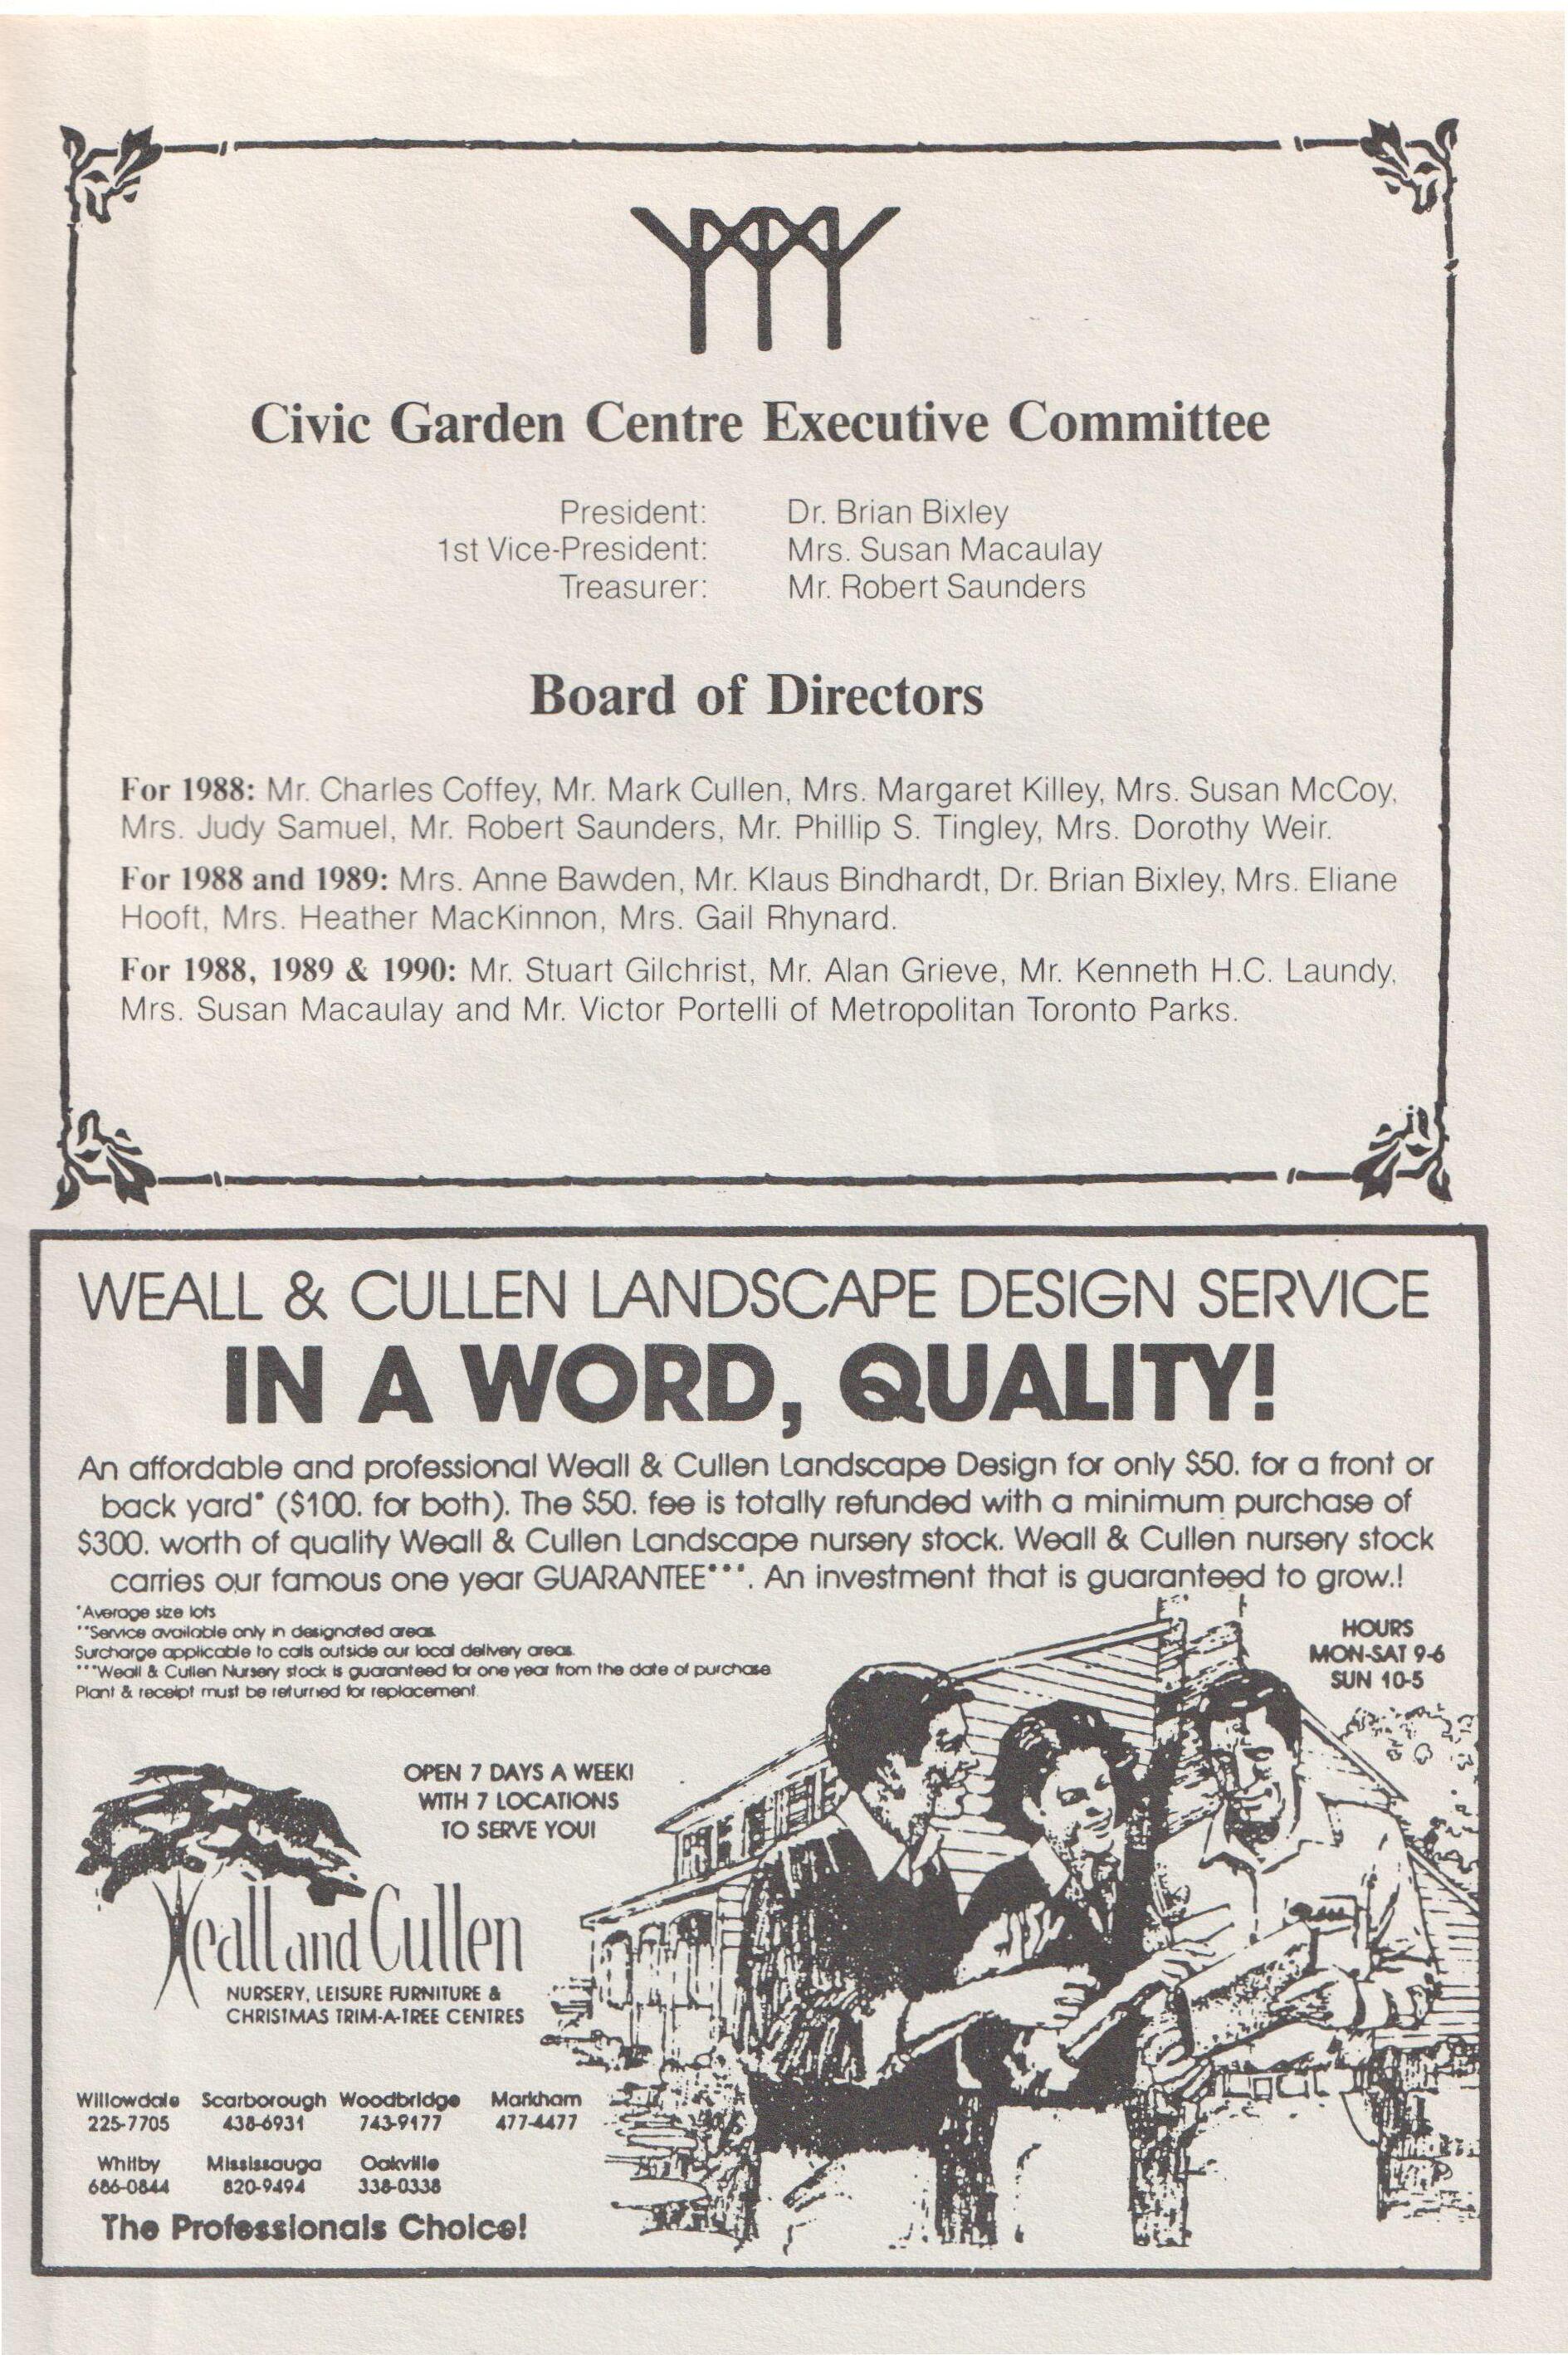 Civic Garden Centre Executive Committee
President: Dr. Brian Bixley
1st Vice-President: Mrs. Susan Macaulay
Treasurer: Mr. Robert Saunders
Board of Directors
For 1988: Mr. Charles Coffey, Mr. Mark Cullen, Mrs. Margaret Killey, Mrs. Susan McCoy,
Mrs. Judy Samuel, Mr. Robert Saunders, Mr. Phillip S. Tingley, Mrs. Dorothy Weir.
For 1988 and 1989: Mrs. Anne Bawden, Mr. Klaus Bindhardt, Dr. Brian Bixley, Mrs. Eliane
Hooft, Mrs. Heather MacKinnon, Mrs. Gail Rhynard.
For 1988, 1989 & 1990: Mr. Stuart Gilchrist, Mr. Alan Grieve, Mr. Kenneth H.C. Laundy,
Mrs. Susan Macaulay and Mr. Victor Portelli of Metropolitan Toronto Parks.
WEALL & CULLEN LANDSCAPE DESIGN SERVICE
IN A WORD, QUALITY!
An affordable and professional Weall & Cullen Landscape Design for only $50. for a front or
back yard* ($100. for both). The $50. fee is totally refunded with a minimum purchase of
$300. worth of quality Weall & Cullen Landscape nursery stock. Weall & Cullen nursery stock
carries our famous one year GUARANTEE***. An investment that is guaranteed to grow.!
*Average size lots
**Service available only in designated areas.
Surcharge applicable to calls outside our local delivery areas.
***Weall & Cullen Nursery stock is guaranteed for one year from the date of purchase.
Plant & receipt must be returned for replacement.
HOURS
MON-SAT 9-6
SUN 10-5
OPEN 7 DAYS A WEEK!
WITH 7 LOCATIONS
TO SERVE YOU!
Weall and Cullen
NURSERY, LEISURE FURNITURE &
CHRISTMAS TRIM-A-TREE CENTRES
Willowdale Scarborough Woodbridge Markham
225-7705 438-6931 743-9177 477-4477
Whitby Mississauga Oakville
686-0844 820-9494 338-0338
The Professionals Choice!